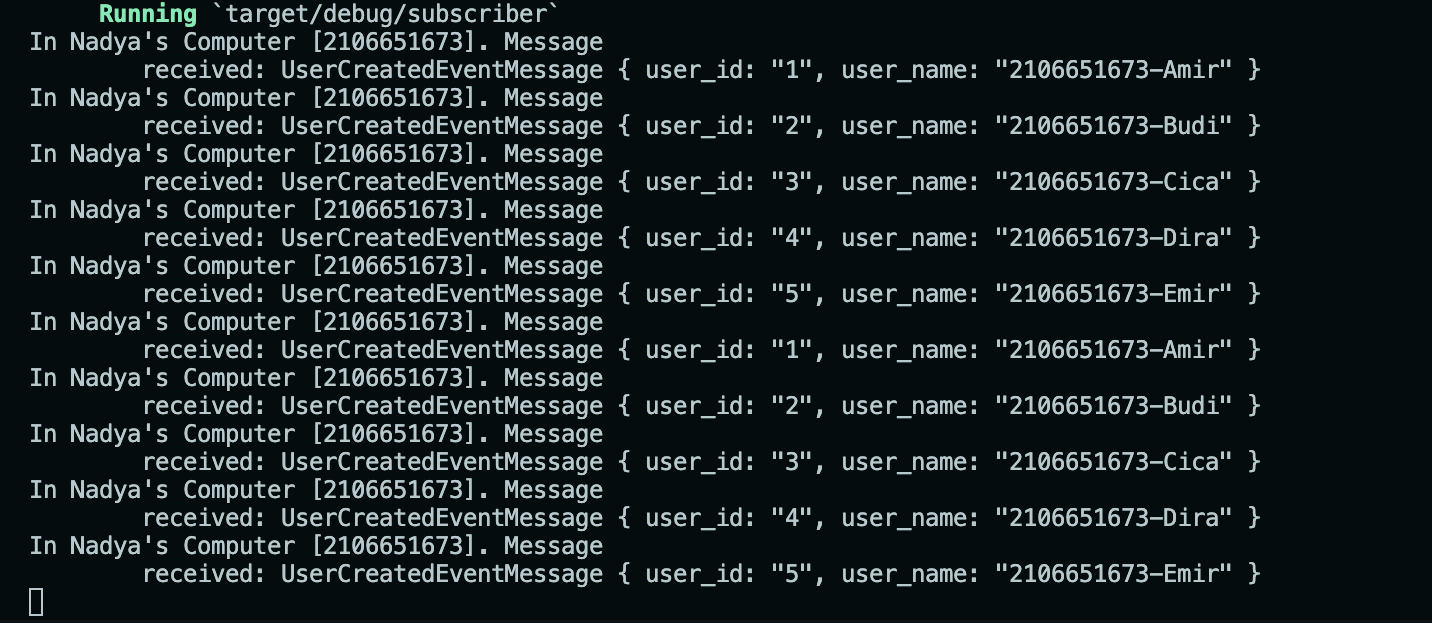 Running `target/debug/subscriber`
In Nadya's Computer [2106651673]. Message
received: UserCreatedEventMessage { user_id: "1", user_name: "2106651673-Amir" }
In Nadya's Computer [2106651673]. Message
received: UserCreatedEventMessage { user_id: "2", user_name: "2106651673-Budi" }
In Nadya's Computer [2106651673]. Message
received: UserCreatedEventMessage { user_id: "3", user_name: "2106651673-Cica" }
In Nadya's Computer [2106651673]. Message
received: UserCreatedEventMessage { user_id: "4", user_name: "2106651673-Dira" }
In Nadya's Computer [2106651673]. Message
received: UserCreatedEventMessage { user_id: "5", user_name: "2106651673-Emir" }
In Nadya's Computer [2106651673]. Message
received: UserCreatedEventMessage { user_id: "1", user_name: "2106651673-Amir" }
In Nadya's Computer [2106651673]. Message
received: UserCreatedEventMessage { user_id: "2", user_name: "2106651673-Budi" }
In Nadya's Computer [2106651673]. Message
received: UserCreatedEventMessage { user_id: "3", user_name: "2106651673-Cica" }
In Nadya's Computer [2106651673]. Message
received: UserCreatedEventMessage { user_id: "4", user_name: "2106651673-Dira" }
In Nadya's Computer [2106651673]. Message
received: UserCreatedEventMessage { user_id: "5", user_name: "2106651673-Emir" }